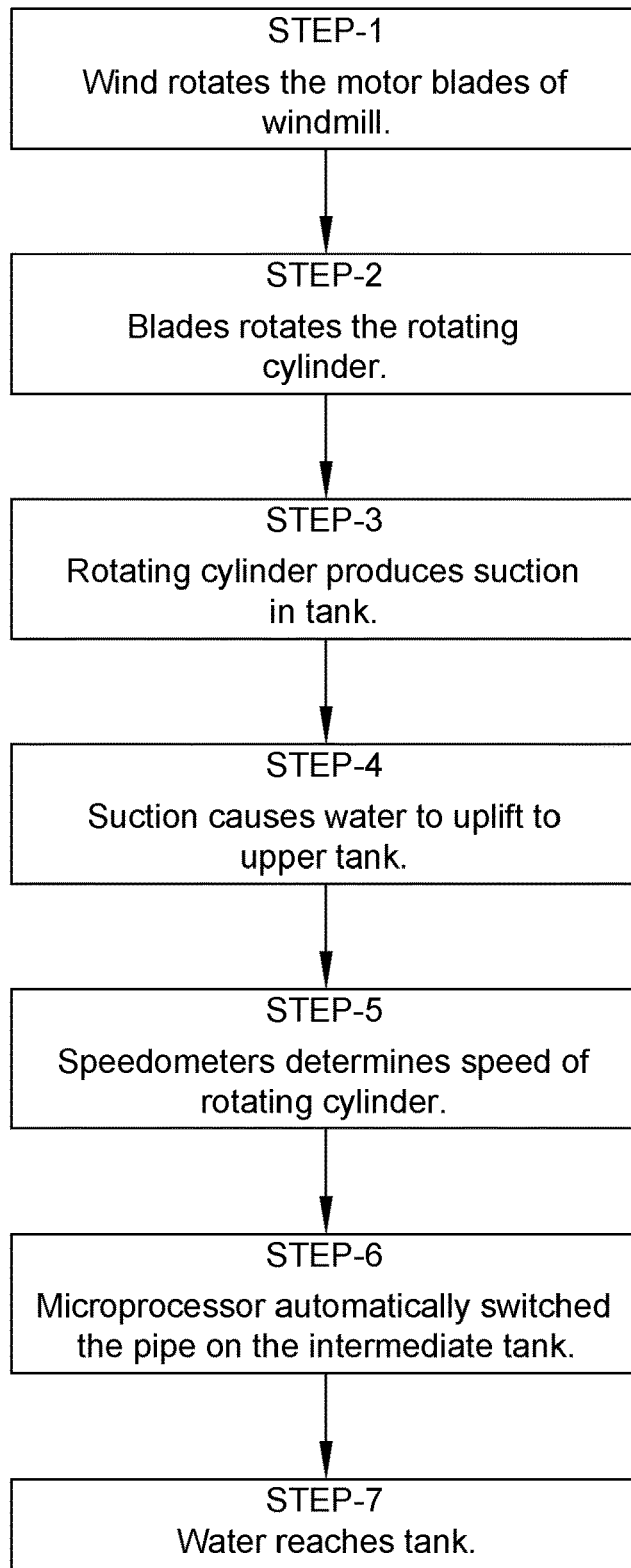 STEP-1
Wind rotates the motor blades of
windmill.
STEP-2
Blades rotates the rotating
cylinder.
STEP-3
Rotating cylinder produces suction
in tank.
STEP-4
Suction causes water to uplift to
upper tank.
STEP-5
Speedometers determines speed of
rotating cylinder.
STEP-6
Microprocessor automatically switched
the pipe on the intermediate tank.
STEP-7
Water reaches tank.